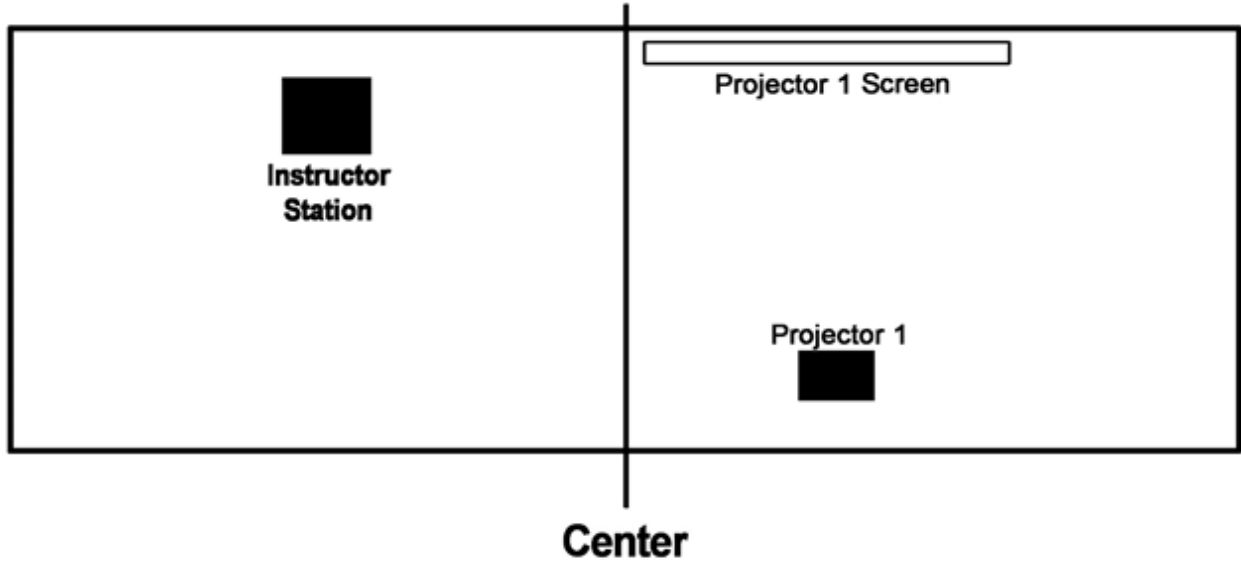 Projector 1 Screen
Instructor
Station
Projector 1
Center